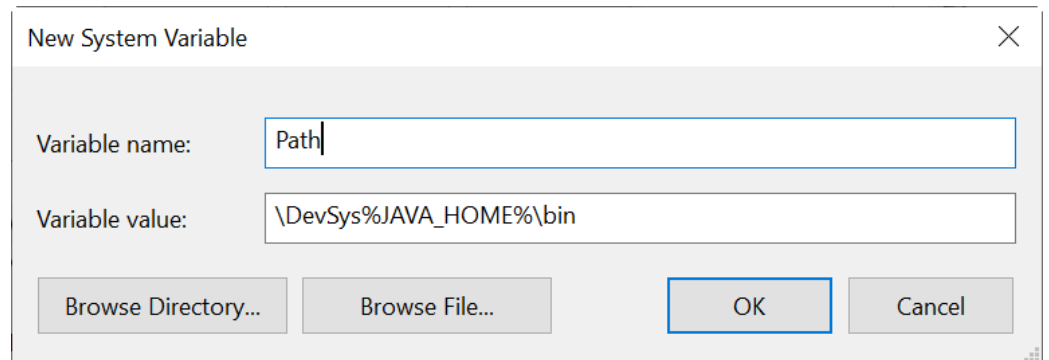 New System Variable
Variable name:
Path
Variable value:
\DevSys%JAVA_HOME%\bin
Browse Directory...
Browse File...
OK
Cancel